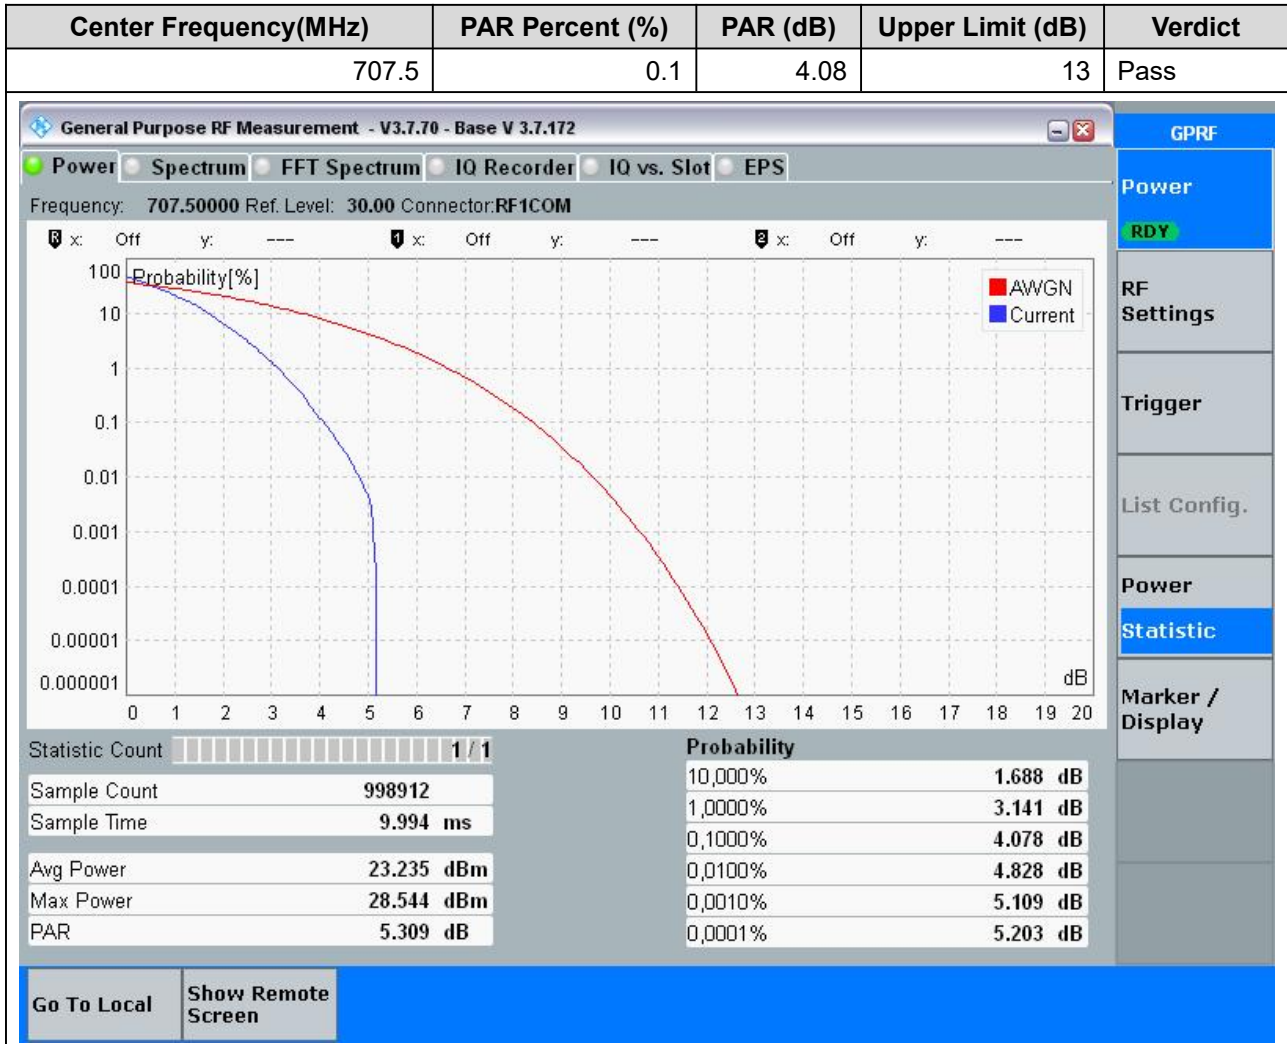 Center Frequency(MHz) PAR Percent (%) PAR (dB) Upper Limit (dB) Verdict
707.5 0.1 4.08 13 Pass
General Purpose RF Measurement - V3.7.70 - Base V 3.7.172
GPRF
Power Spectrum FFT Spectrum IQ Recorder IQ vs. Slot EPS
Frequency: 707.50000 Ref. Level: 30.00 Connector:RF1COM
R x: Off y: --- 1 x: Off y: --- 2 x: Off y: ---
Probability[%]
AWGN
Current
100
10
1
0.1
0.01
0.001
0.0001
0.00001
0.000001
dB
0 1 2 3 4 5 6 7 8 9 10 11 12 13 14 15 16 17 18 19 20
Statistic Count 1 / 1
Sample Count 998912
Sample Time 9.994 ms
Avg Power 23.235 dBm
Max Power 28.544 dBm
PAR 5.309 dB
Probability
10,000% 1.688 dB
1,0000% 3.141 dB
0,1000% 4.078 dB
0,0100% 4.828 dB
0,0010% 5.109 dB
0,0001% 5.203 dB
Power
RDY
RF
Settings
Trigger
List Config.
Power
Statistic
Marker /
Display
Go To Local
Show Remote
Screen